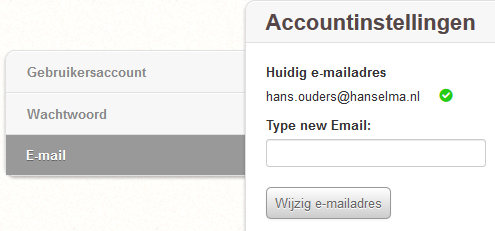 Accountinstellingen
Gebruikersaccount
Wachtwoord
E-mail
Huidig e-mailadres
hans.ouders@hanselma.nl
Type new Email:
Wijzig e-mailadres